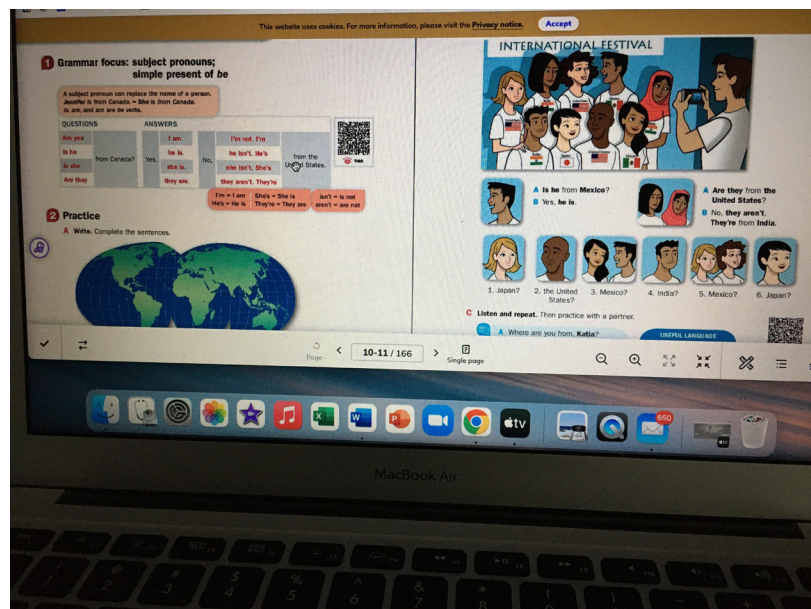 This website uses cookies. For more information, please visit the Privacy notice.
Accept
1 Grammar focus: subject pronouns;
simple present of be
A subject pronoun can replace the name of a person.
Jennifer is from Canada. = She is from Canada.
Is, are, and am are be verbs.
QUESTIONS ANSWERS
Are you
Is he
Is she
Are they
from Canada?
Yes,
I am.
he is.
she is.
they are.
No,
I'm not. I'm
he isn't. He's
she isn't. She's
they aren't. They're
from the
United States.
I'm = I am She's = She is
He's = He is They're = They are
isn't = is not
aren't = are not
2 Practice
A Write. Complete the sentences.
INTERNATIONAL FESTIVAL
A Is he from Mexico?
B Yes, he is.
A Are they from the
United States?
B No, they aren't.
They're from India.
1. Japan?
2. the United
States?
3. Mexico?
4. India?
5. Mexico?
6. Japan?
C Listen and repeat. Then practice with a partner.
A Where are you from, Katia?
USEFUL LANGUAGE
Page
10-11 / 166
Single page
650
tv
MacBook Air